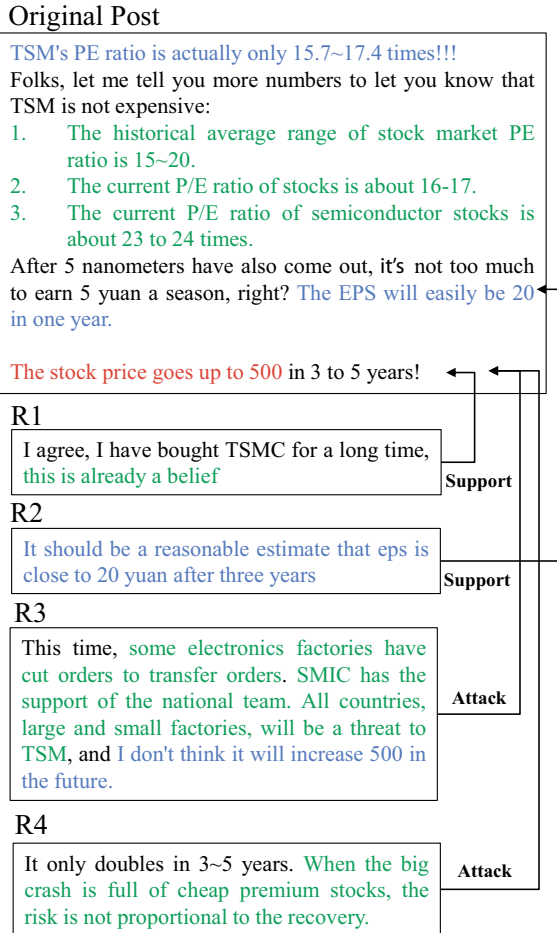 Original Post
TSM's PE ratio is actually only 15.7~17.4 times!!!
Folks, let me tell you more numbers to let you know that
TSM is not expensive:
1. The historical average range of stock market PE
ratio is 15~20.
2. The current P/E ratio of stocks is about 16-17.
3. The current P/E ratio of semiconductor stocks is
about 23 to 24 times.
After 5 nanometers have also come out, it's not too much
to earn 5 yuan a season, right? The EPS will easily be 20
in one year.
The stock price goes up to 500 in 3 to 5 years!
R1
I agree, I have bought TSMC for a long time,
this is already a belief
Support
R2
It should be a reasonable estimate that eps is
close to 20 yuan after three years
Support
R3
This time, some electronics factories have
cut orders to transfer orders. SMIC has the
support of the national team. All countries,
large and small factories, will be a threat to
TSM, and I don't think it will increase 500 in
the future.
Attack
R4
It only doubles in 3~5 years. When the big
crash is full of cheap premium stocks, the
risk is not proportional to the recovery.
Attack